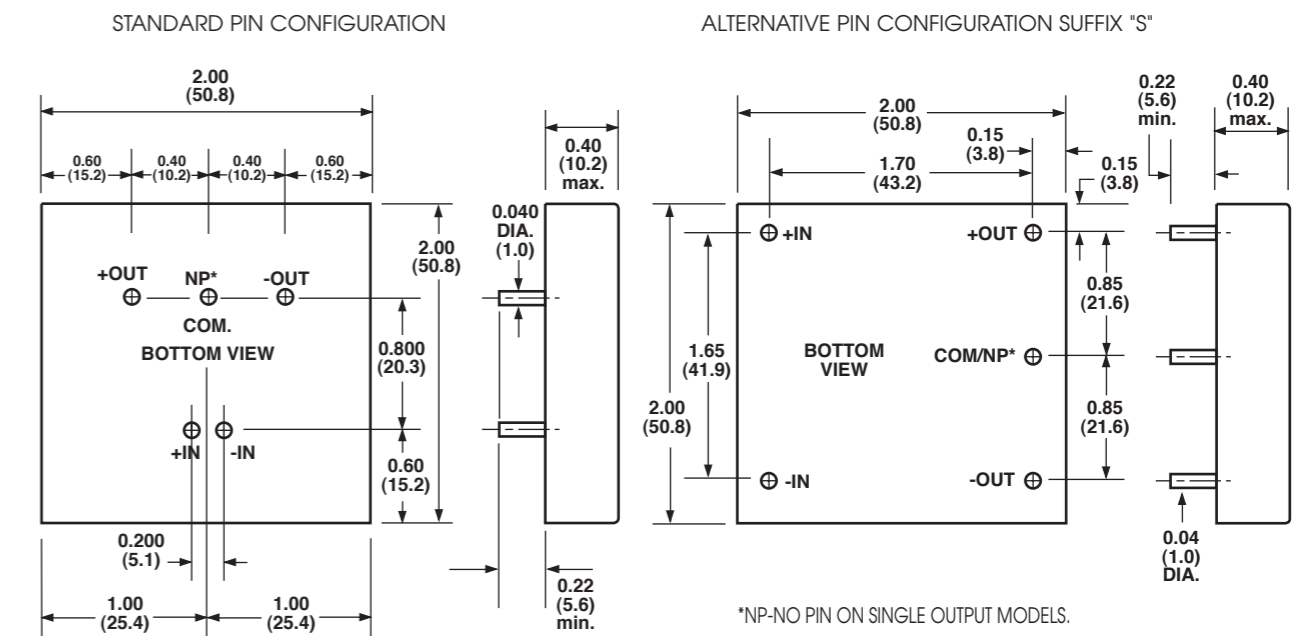 STANDARD PIN CONFIGURATION
2.00
(50.8)
0.60
(15.2)
0.40
(10.2)
0.40
(10.2)
0.60
(15.2)
0.40
(10.2)
max.
0.040
DIA.
(1.0)
2.00
(50.8)
+OUT
NP*
-OUT
COM.
BOTTOM VIEW
0.800
(20.3)
+IN
-IN
0.60
(15.2)
0.200
(5.1)
1.00
(25.4)
1.00
(25.4)
0.22
(5.6)
min.
ALTERNATIVE PIN CONFIGURATION SUFFIX "S"
2.00
(50.8)
0.15
(3.8)
1.70
(43.2)
0.15
(3.8)
0.22
(5.6)
min.
0.40
(10.2)
max.
+IN
+OUT
0.85
(21.6)
1.65
(41.9)
BOTTOM
VIEW
COM/NP*
2.00
(50.8)
0.85
(21.6)
-IN
-OUT
0.04
(1.0)
DIA.
*NP-NO PIN ON SINGLE OUTPUT MODELS.